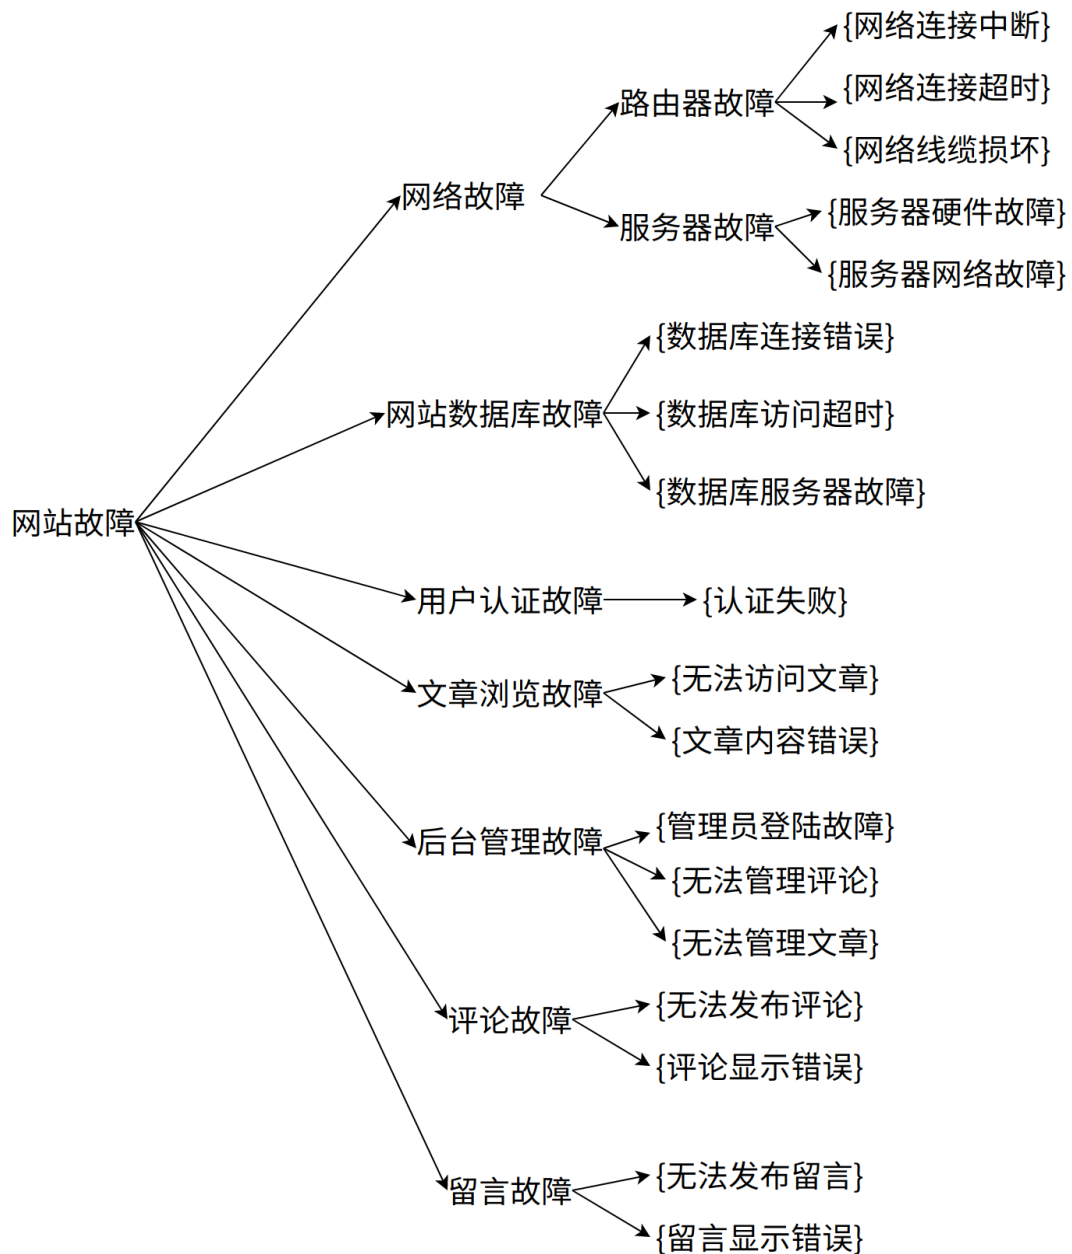 网站故障
网络故障
路由器故障
{网络连接中断}
{网络连接超时}
{网络线缆损坏}
服务器故障
{服务器硬件故障}
{服务器网络故障}
网站数据库故障
{数据库连接错误}
{数据库访问超时}
{数据库服务器故障}
用户认证故障
{认证失败}
文章浏览故障
{无法访问文章}
{文章内容错误}
后台管理故障
{管理员登陆故障}
{无法管理评论}
{无法管理文章}
评论故障
{无法发布评论}
{评论显示错误}
留言故障
{无法发布留言}
{留言显示错误}